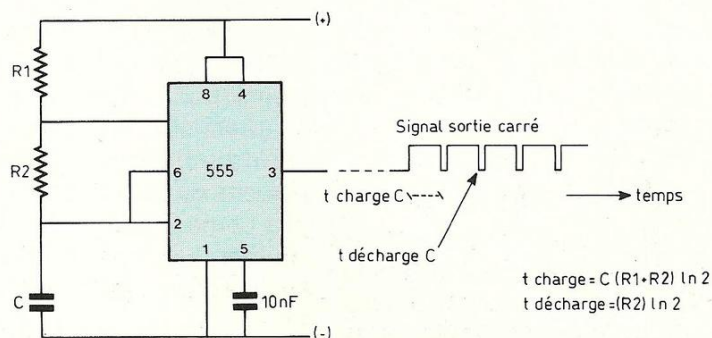 (+)
R1
8 4
Signal sortie carré
R2
6 555 3
t charge C
temps
2
t décharge C
1 5
t charge = C (R1+R2) ln 2
C
10nF
t décharge=(R2) ln 2
(-)